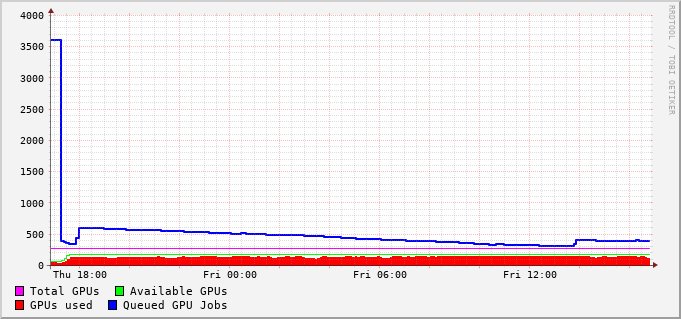 4000
3500
3000
2500
2000
1500
1000
500
0
Thu 18:00 Fri 00:00 Fri 06:00 Fri 12:00
Total GPUs Available GPUs
GPUs used Queued GPU Jobs
RRDTOOL / TOBI OETIKER